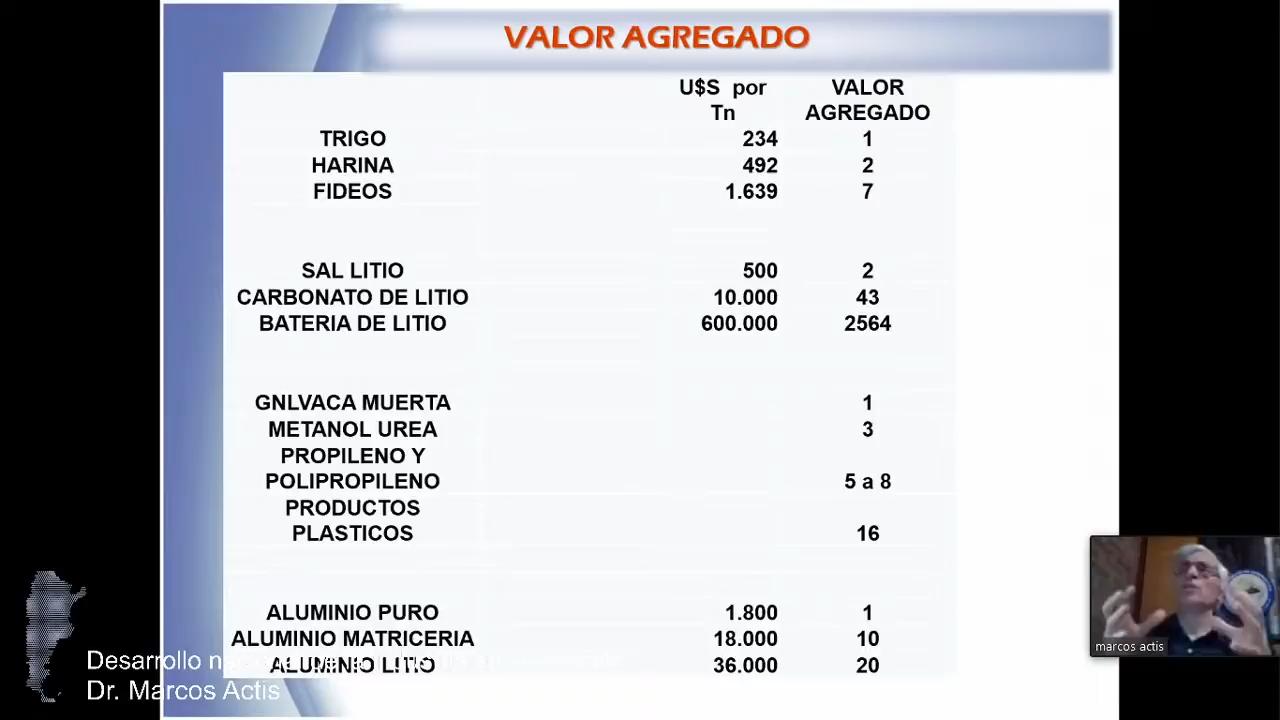 VALOR AGREGADO
U$S por Tn VALOR AGREGADO
TRIGO 234 1
HARINA 492 2
FIDEOS 1.639 7
SAL LITIO 500 2
CARBONATO DE LITIO 10.000 43
BATERIA DE LITIO 600.000 2564
GNLVACA MUERTA 1
METANOL UREA 3
PROPILENO Y
POLIPROPILENO 5 a 8
PRODUCTOS
PLASTICOS 16
ALUMINIO PURO 1.800 1
ALUMINIO MATRICERIA 18.000 10
ALUMINIO LITIO 36.000 20
Desarrollo
Dr. Marcos Actis
marcos actis